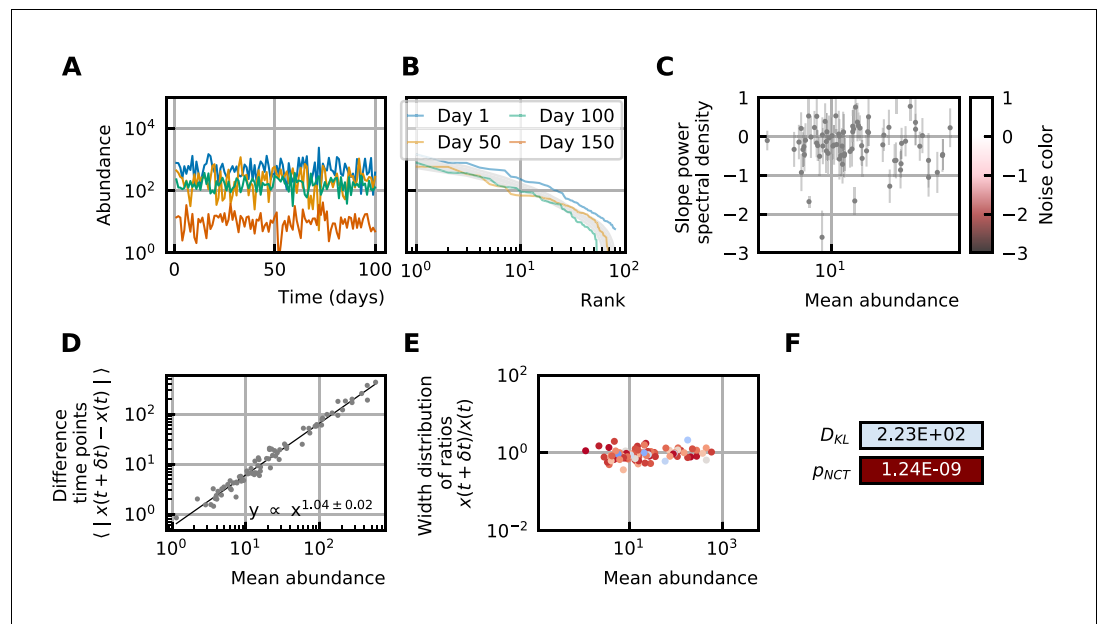 A
Abundance
10^4
10^2
10^0
0
50
100
Time (days)
B
Day 1
Day 50
Day 100
Day 150
10^0
10^1
10^2
Rank
C
Slope power
spectral density
1
0
−1
−2
−3
10^1
Mean abundance
1
0
−1
−2
−3
Noise color
D
Difference
time points
⟨ | x(t + δt) − x(t) | ⟩
10^2
10^1
10^0
y ∝ x^{1.04 ± 0.02}
10^0
10^1
10^2
Mean abundance
E
Width distribution
of ratios
x(t + δt)/x(t)
10^2
10^0
10^−2
10^1
10^3
Mean abundance
F
D_{KL}
2.23E+02
p_{NCT}
1.24E-09